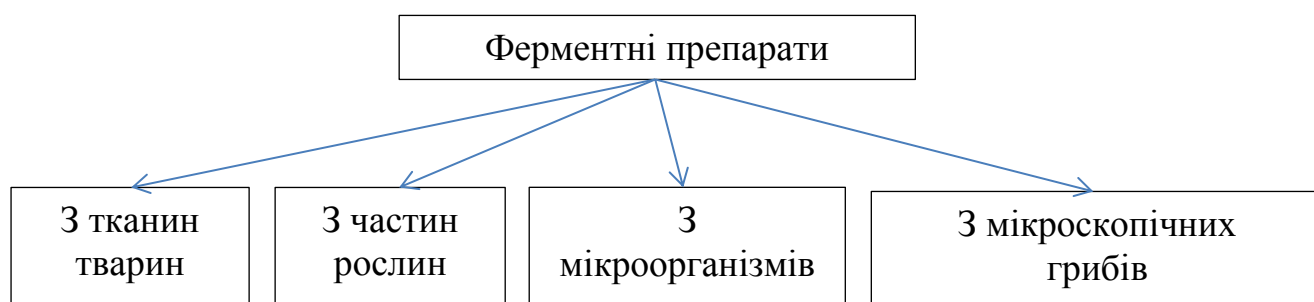 Ферментні препарати
З тканин
тварин
З частин
рослин
З
мікроорганізмів
З мікроскопічних
грибів